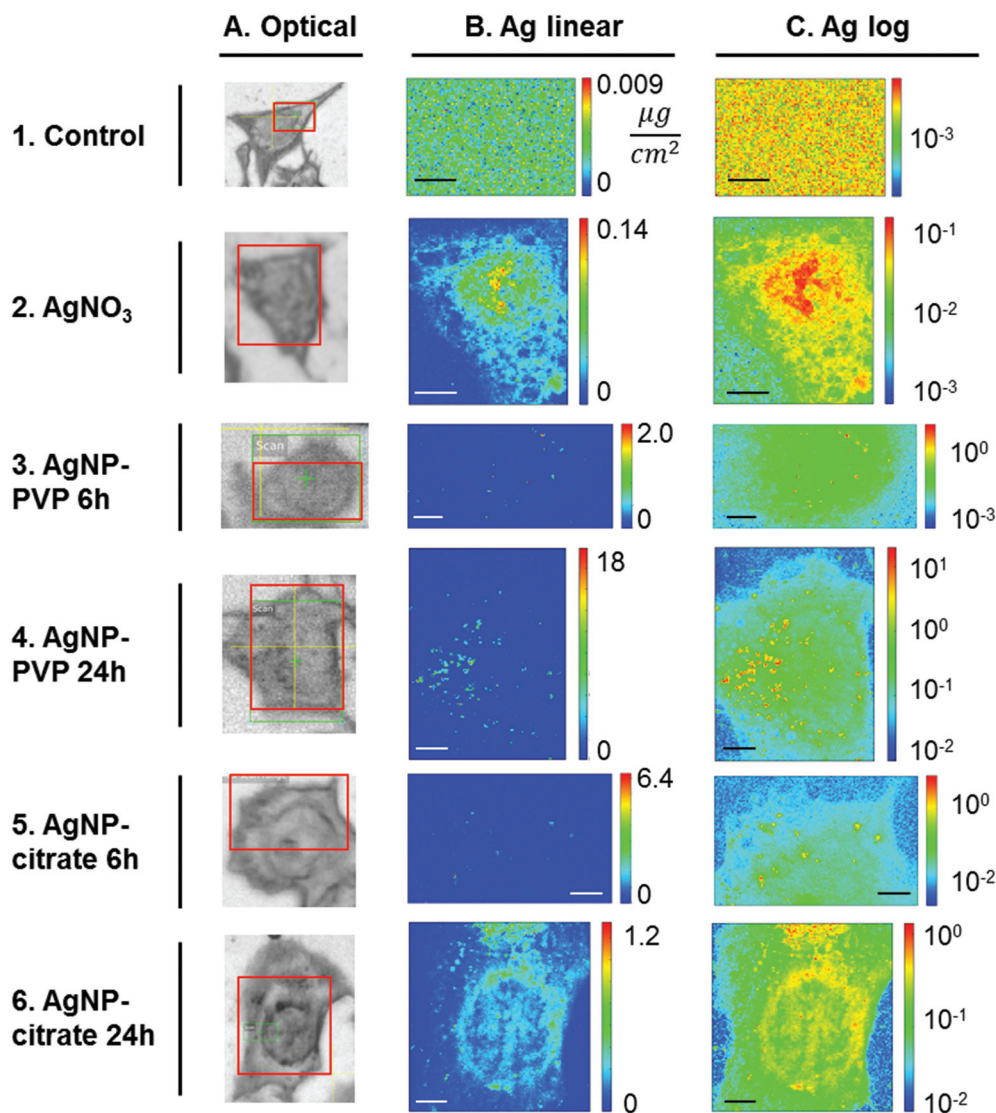 A. Optical
B. Ag linear
C. Ag log
1. Control
0.009
μg
cm²
0
10⁻³
2. AgNO₃
0.14
0
10⁻¹
10⁻²
10⁻³
3. AgNP-
PVP 6h
Scan
2.0
0
10⁰
10⁻³
4. AgNP-
PVP 24h
Scan
18
0
10¹
10⁰
10⁻¹
10⁻²
5. AgNP-
citrate 6h
6.4
0
10⁰
10⁻²
6. AgNP-
citrate 24h
1.2
0
10⁰
10⁻¹
10⁻²